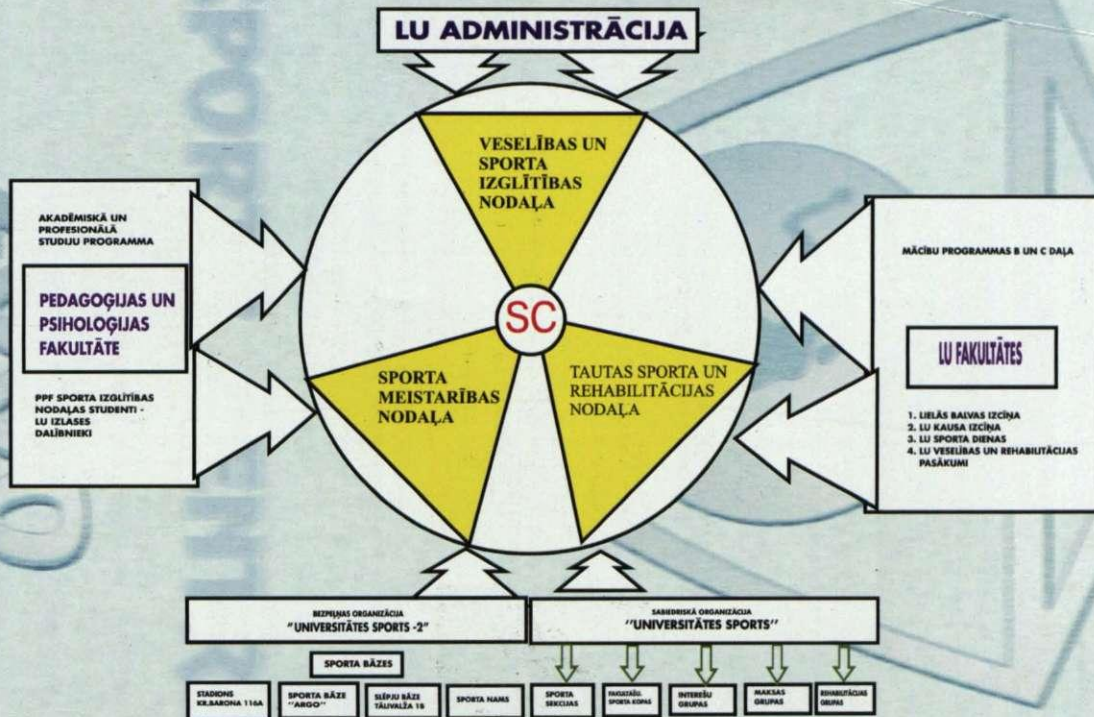 LU ADMINISTRĀCIJA
VESELĪBAS UN
SPORTA
IZGLĪTĪBAS
NODAĻA
AKADĒMISKĀ UN
PROFESIONĀLĀ
STUDIJU PROGRAMMA
PEDAGOĢIJAS UN
PSIHOLOĢIJAS
FAKULTĀTE
PPF SPORTA IZGLĪTĪBAS
NODAĻAS STUDENTI -
LU IZLASES
DALĪBNIEKI
SC
SPORTA
MEISTARĪBAS
NODAĻA
TAUTAS SPORTA UN
REHABILITĀCIJAS
NODAĻA
MĀCĪBU PROGRAMMAS B UN C DAĻA
LU FAKULTĀTES
1. LIELĀS BALVAS IZCĪŅA
2. LU KAUSA IZCĪŅA
3. LU SPORTA DIENAS
4. LU VESELĪBAS UN REHABILITĀCIJAS
PASĀKUMI
BEZPEĻŅAS ORGANIZĀCIJA
"UNIVERSITĀTES SPORTS -2"
SABIEDRISKĀ ORGANIZĀCIJA
"UNIVERSITĀTES SPORTS"
SPORTA BĀZES
STADIONS
KR.BARONA 116A
SPORTA BĀZE
"ARGO"
SLĒPJU BĀZE
TĀLIVALŽA 18
SPORTA NAMS
SPORTA
SEKCIJAS
FAKULTĀŠU
SPORTA KOPAS
INTEREŠU
GRUPAS
MAKSAS
GRUPAS
REHABILITĀCIJAS
GRUPAS